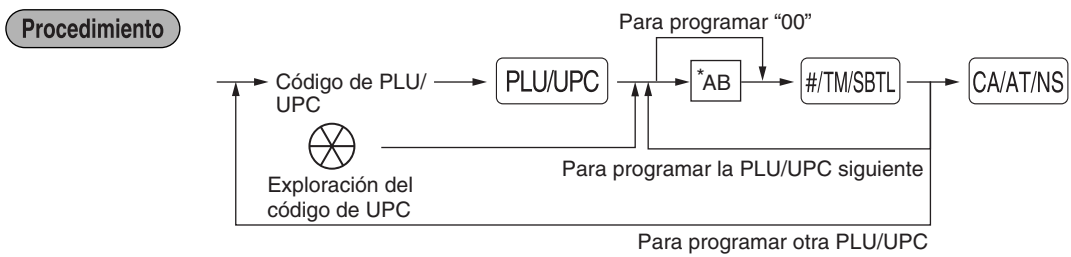 Procedimiento
Para programar “00”
Código de PLU/
UPC
PLU/UPC
*AB
#/TM/SBTL
CA/AT/NS
Exploración del
código de UPC
Para programar la PLU/UPC siguiente
Para programar otra PLU/UPC